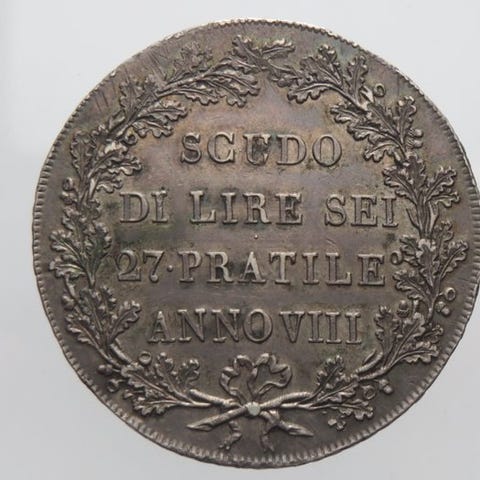 SCUDO
DI LIRE SEI
27·PRATILE
ANNO VIII